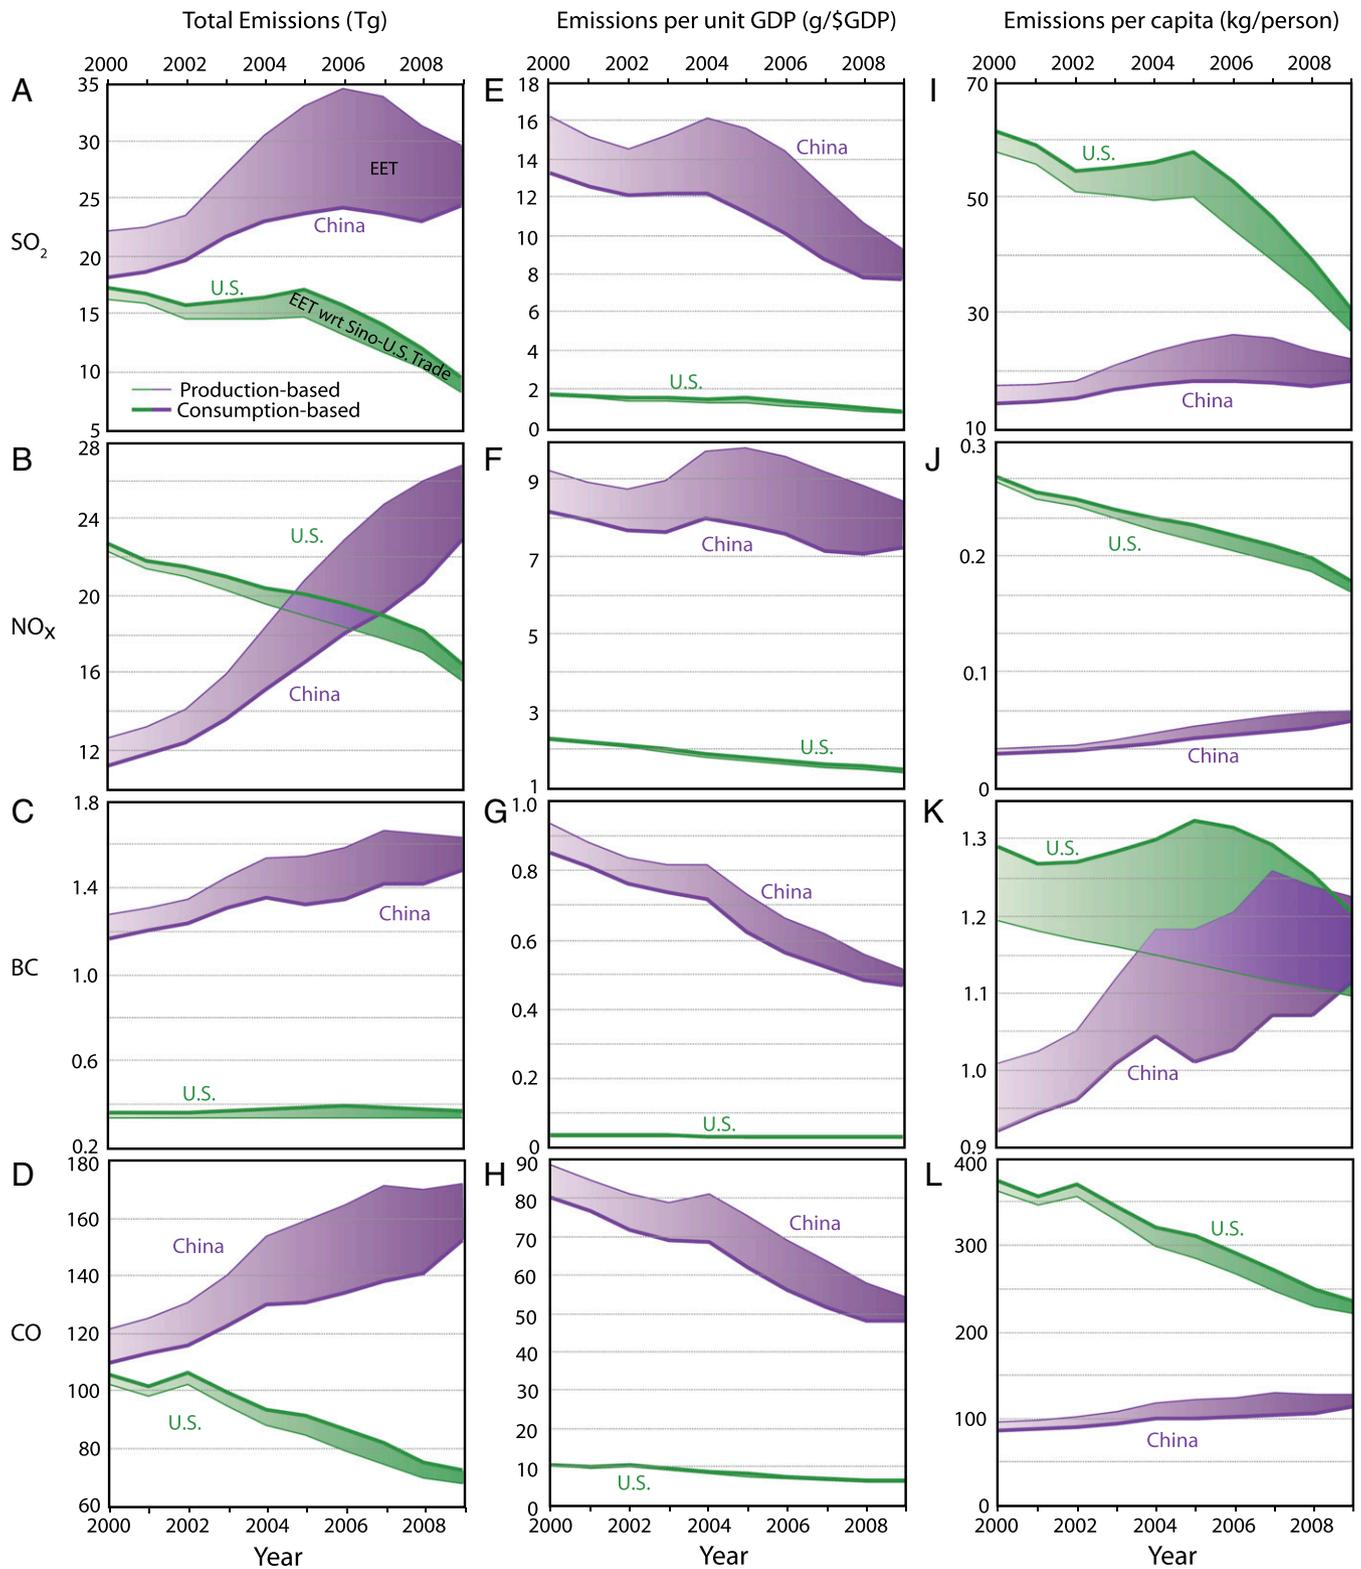 Total Emissions (Tg)
Emissions per unit GDP (g/$GDP)
Emissions per capita (kg/person)
2000 2002 2004 2006 2008
2000 2002 2004 2006 2008
2000 2002 2004 2006 2008
A
SO2
35
30
25
20
15
10
5
EET
China
U.S.
EET wrt Sino-U.S. Trade
Production-based
Consumption-based
E
18
16
14
12
10
8
6
4
2
0
China
U.S.
I
70
50
30
10
U.S.
China
B
NOx
28
24
20
16
12
U.S.
China
F
9
7
5
3
1
China
U.S.
J
0.3
0.2
0.1
0
U.S.
China
C
BC
1.8
1.4
1.0
0.6
0.2
China
U.S.
G
1.0
0.8
0.6
0.4
0.2
0
China
U.S.
K
1.3
1.2
1.1
1.0
0.9
U.S.
China
D
CO
180
160
140
120
100
80
60
China
U.S.
H
90
80
70
60
50
40
30
20
10
0
China
U.S.
L
400
300
200
100
0
U.S.
China
2000 2002 2004 2006 2008
2000 2002 2004 2006 2008
2000 2002 2004 2006 2008
Year
Year
Year